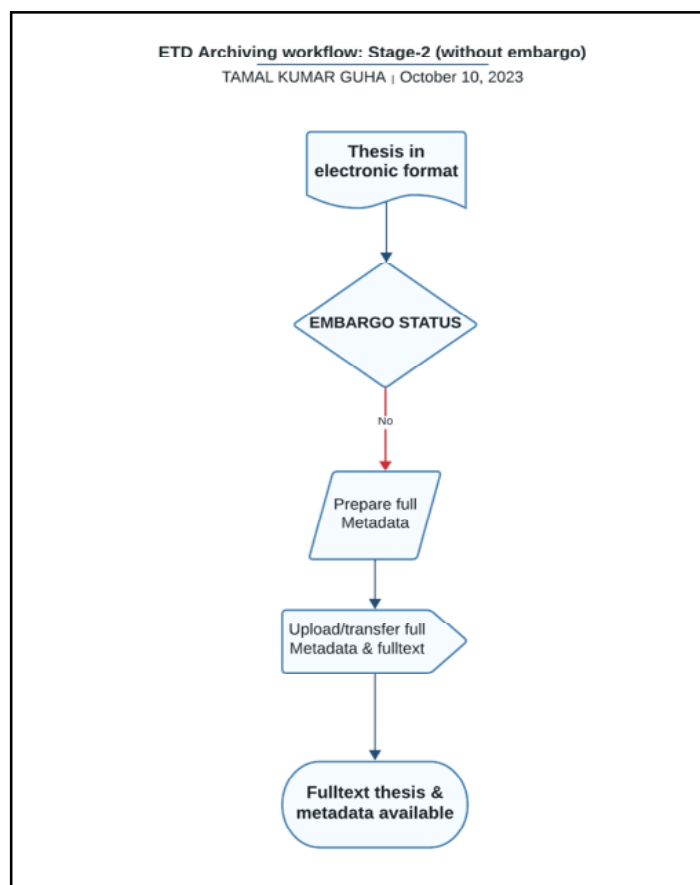 ETD Archiving workflow: Stage-2 (without embargo)
TAMAL KUMAR GUHA | October 10, 2023
Thesis in
electronic format
EMBARGO STATUS
No
Prepare full
Metadata
Upload/transfer full
Metadata & fulltext
Fulltext thesis &
metadata available